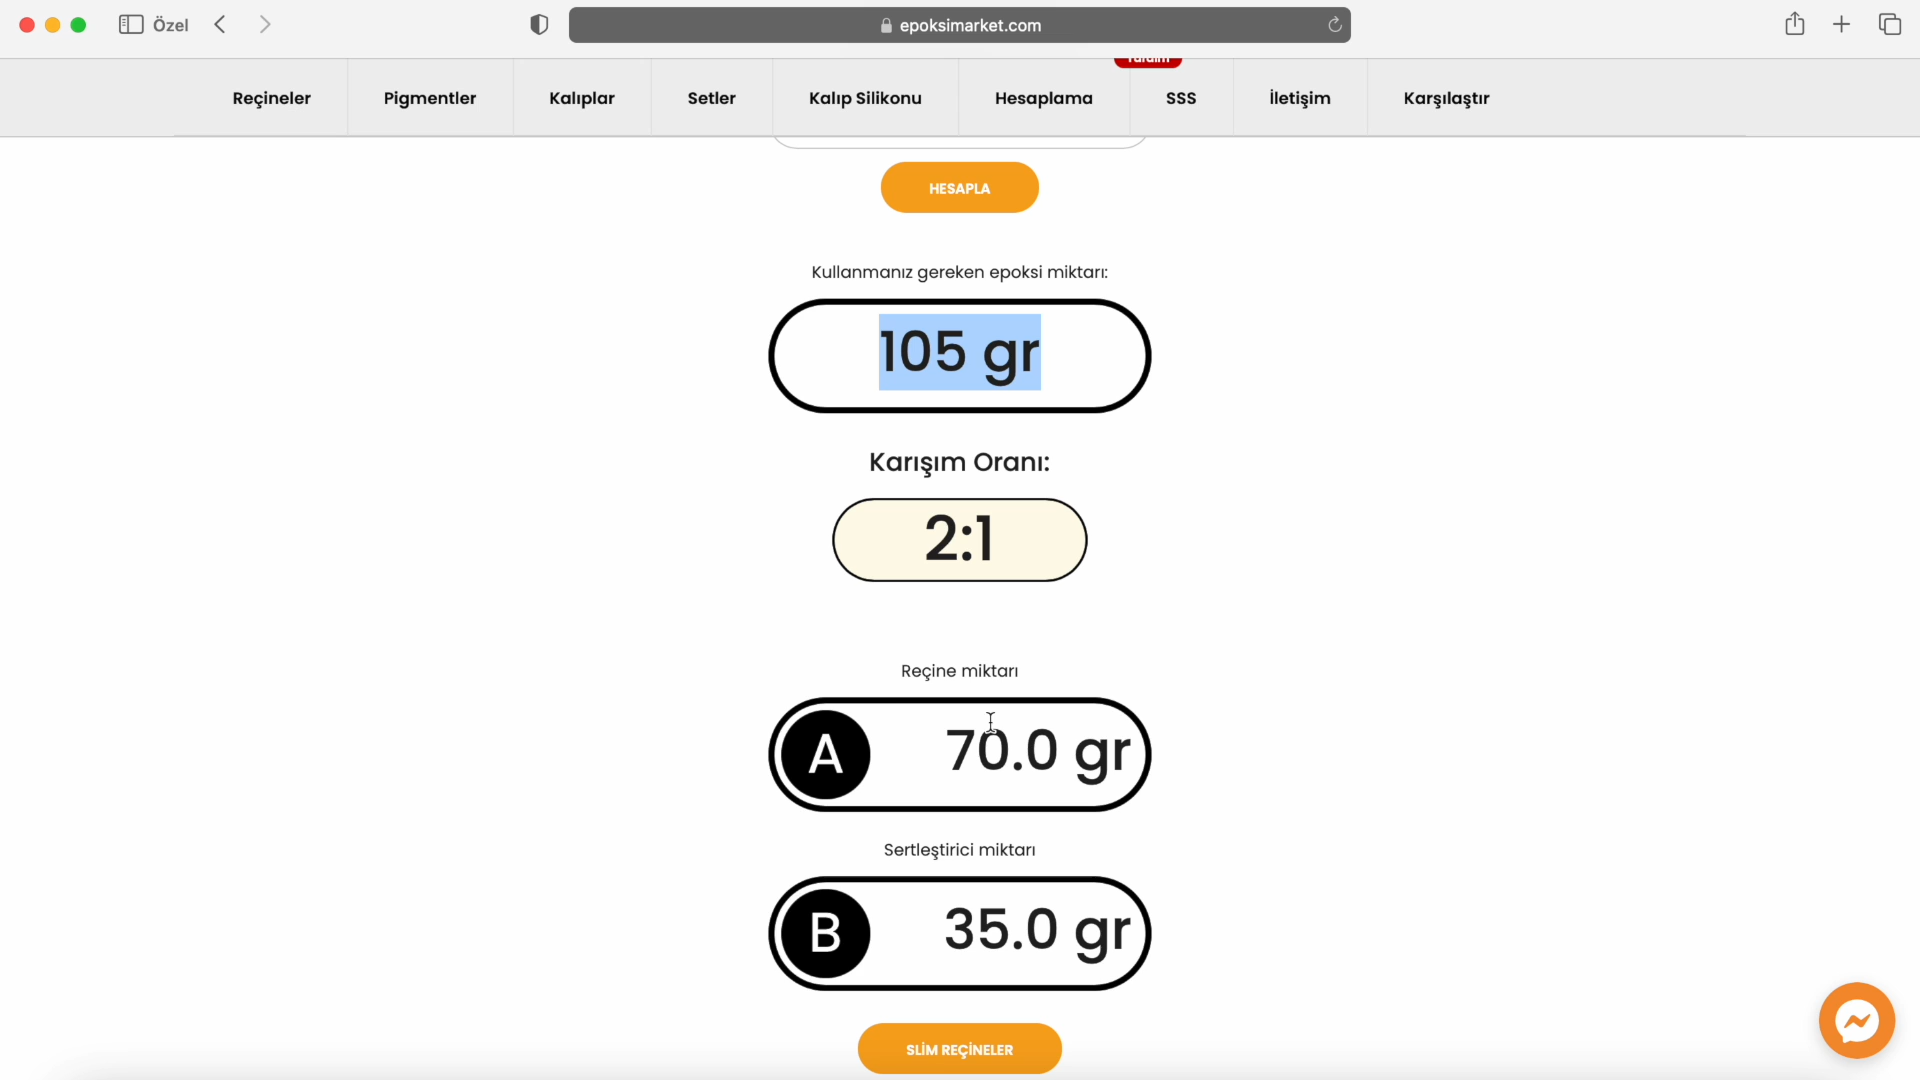 Özel
epoksimarket.com
Yardım
Reçineler
Pigmentler
Kalıplar
Setler
Kalıp Silikonu
Hesaplama
SSS
İletişim
Karşılaştır
HESAPLA
Kullanmanız gereken epoksi miktarı:
105 gr
Karışım Oranı:
2:1
Reçine miktarı
A 70.0 gr
Sertleştirici miktarı
B 35.0 gr
SLİM REÇİNELER